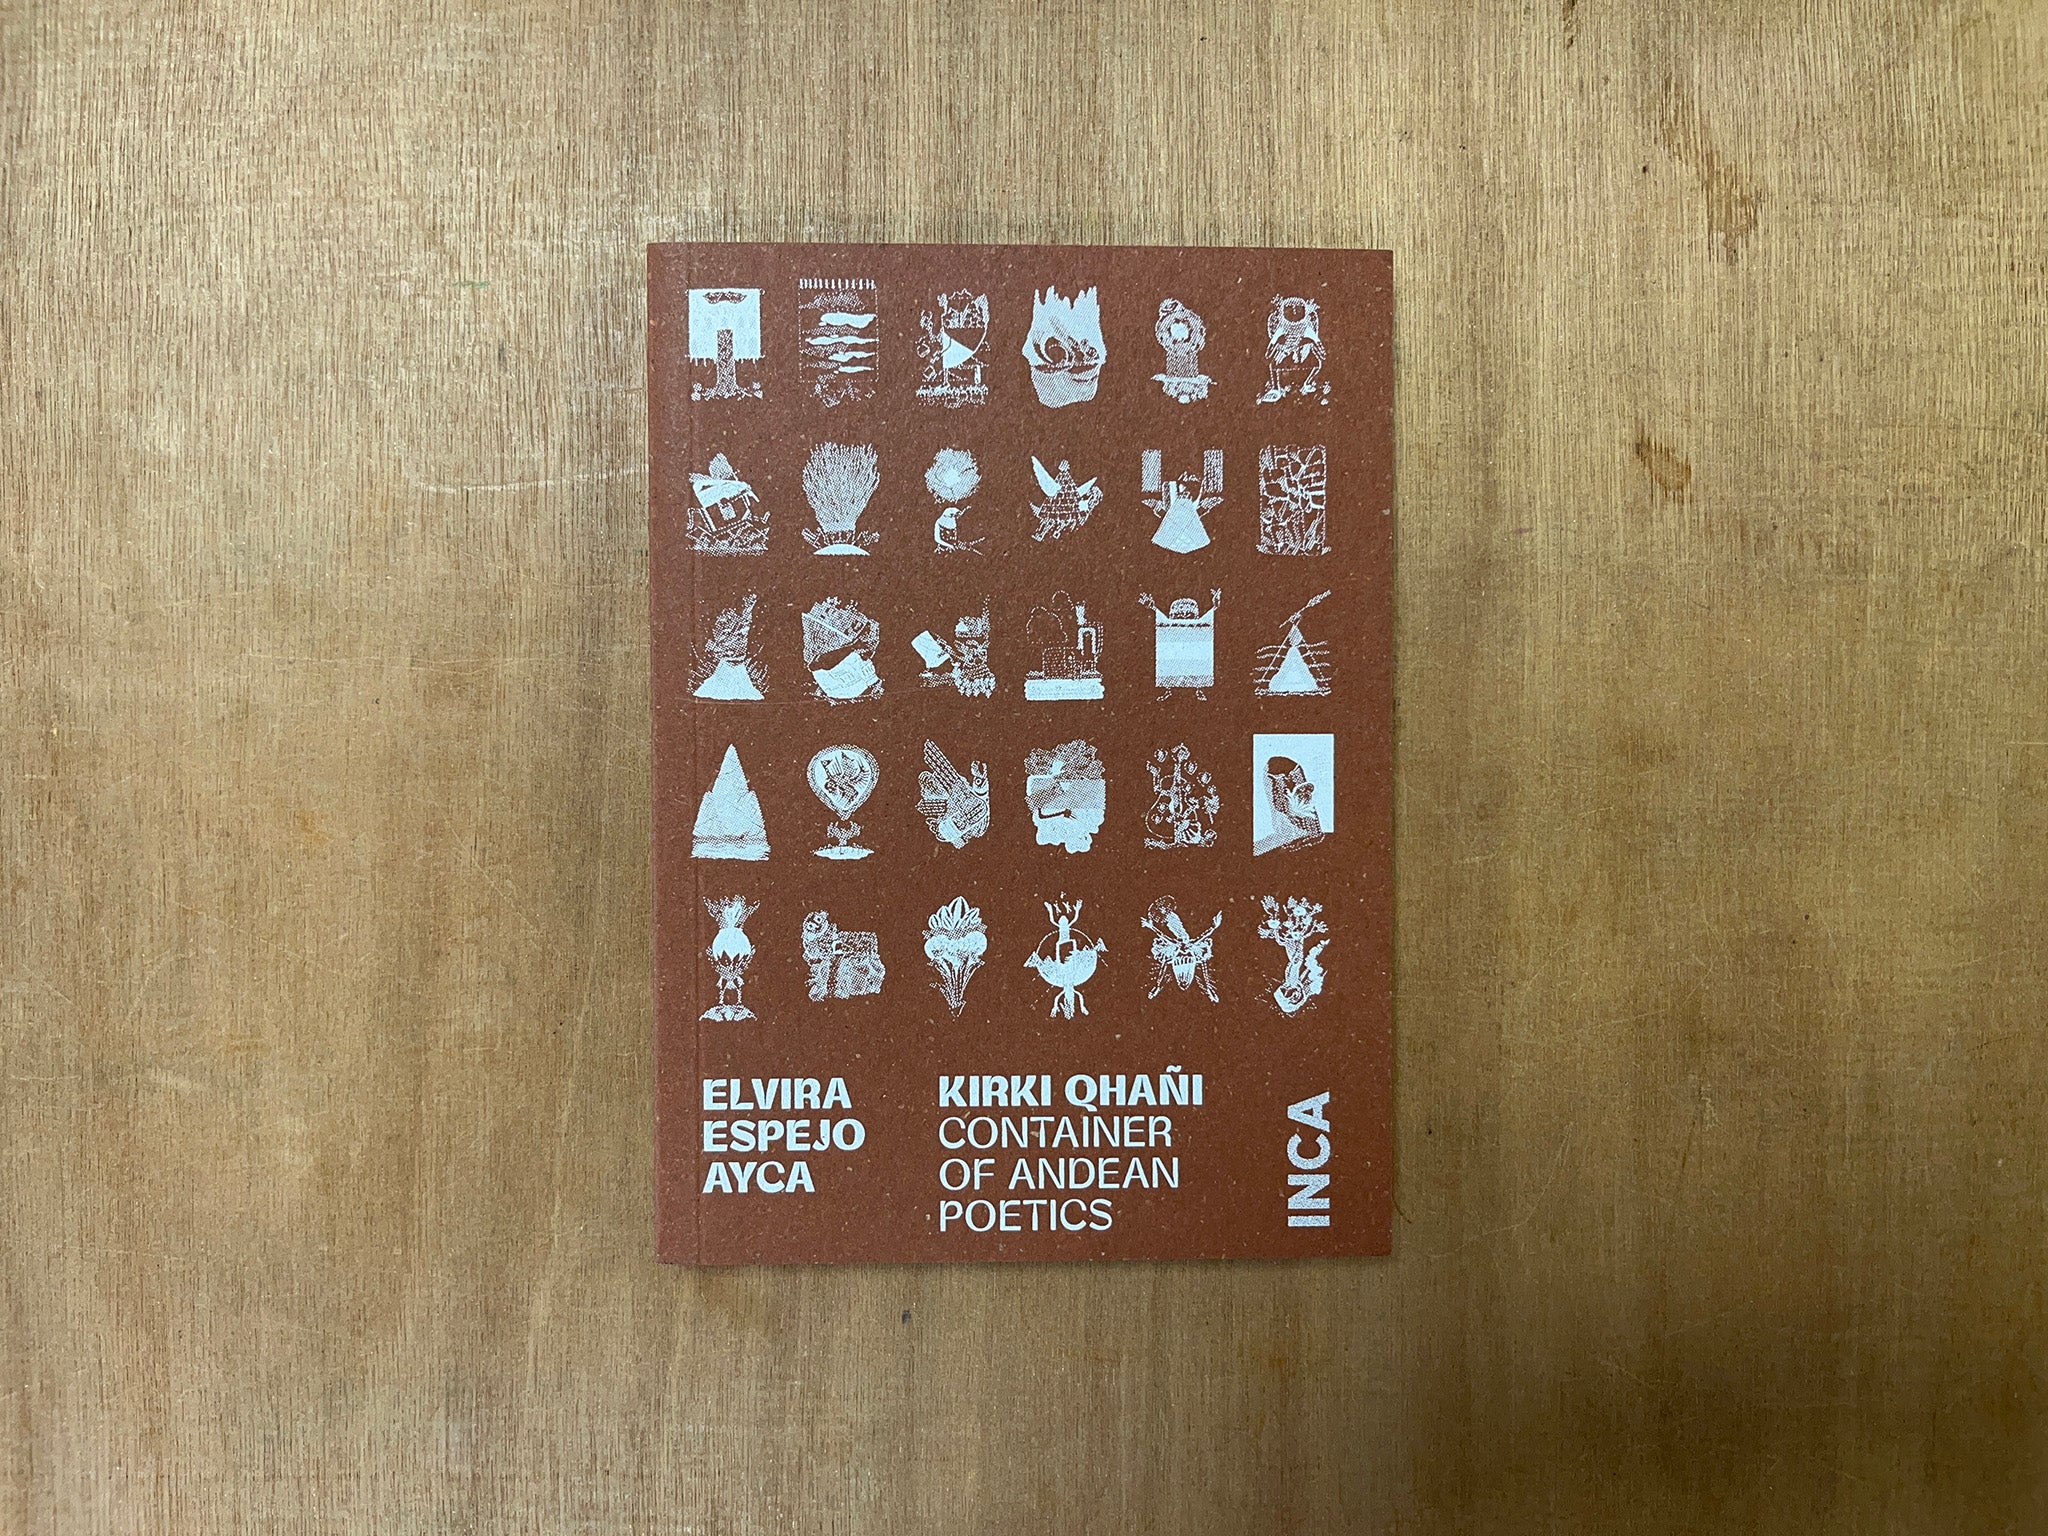 ELVIRA
ESPEJO
AYCA
KIRKI QHAÑI
CONTAINER
OF ANDEAN
POETICS
INCA